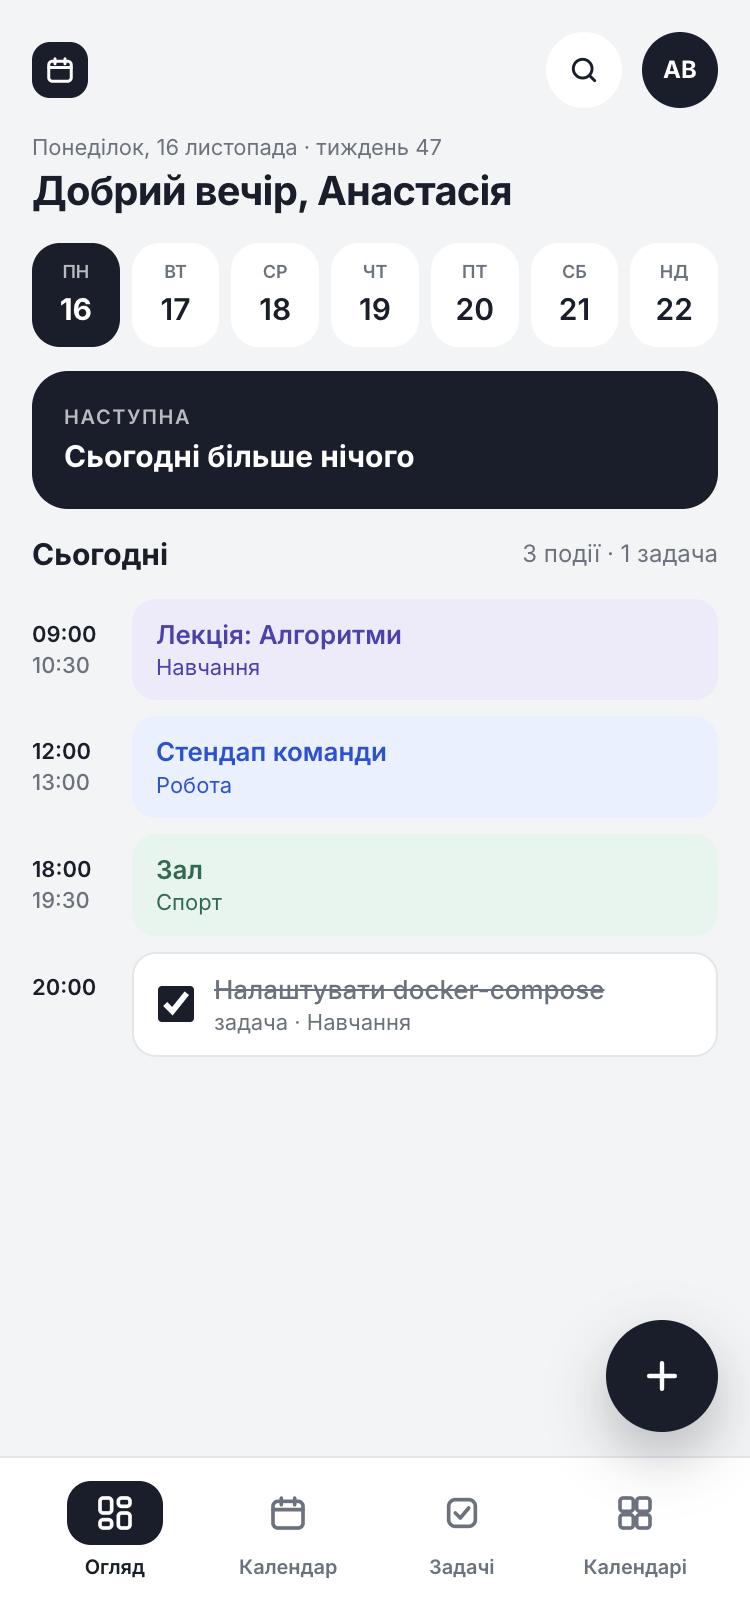 АВ
Понеділок, 16 листопада · тиждень 47
Добрий вечір, Анастасія
ПН ВТ СР ЧТ ПТ СБ НД
16 17 18 19 20 21 22
НАСТУПНА
Сьогодні більше нічого
Сьогодні 3 події · 1 задача
09:00 Лекція: Алгоритми
10:30 Навчання
12:00 Стендап команди
13:00 Робота
18:00 Зал
19:30 Спорт
20:00 Налаштувати docker-compose
задача · Навчання
Огляд Календар Задачі Календарі